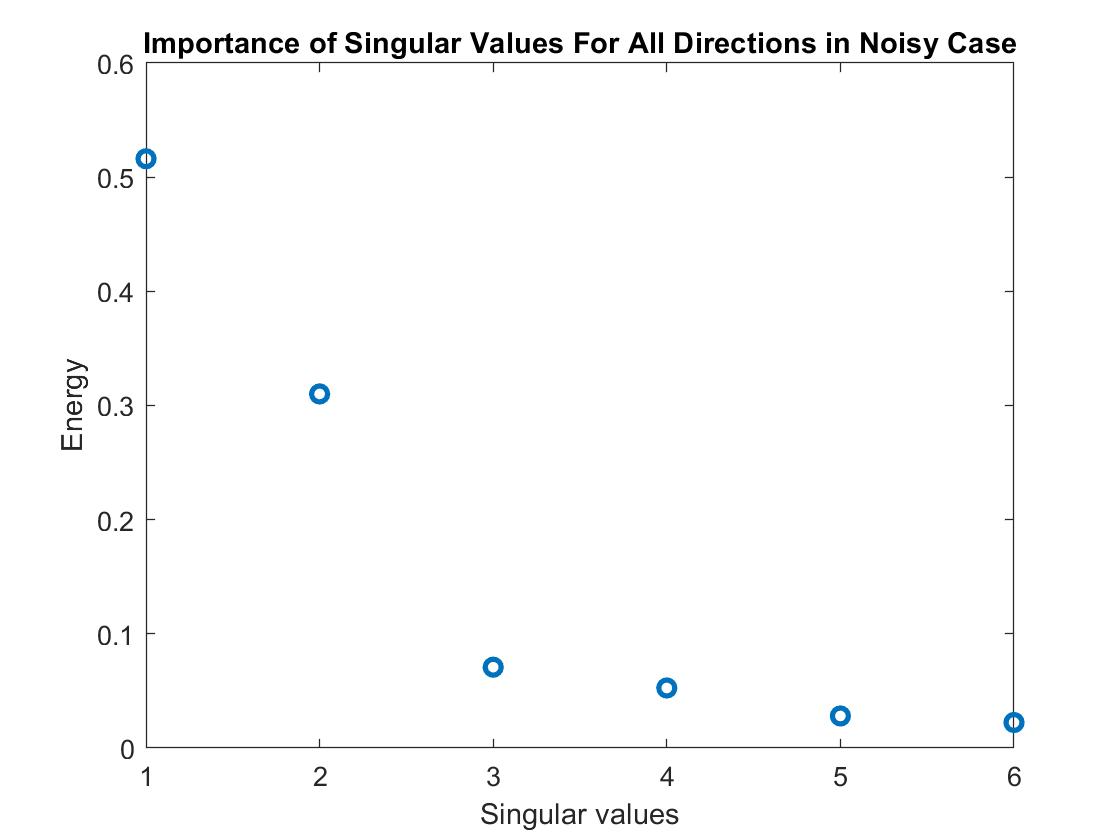 Importance of Singular Values For All Directions in Noisy Case
0.6
0.5
0.4
0.3
0.2
0.1
0
Energy
1 2 3 4 5 6
Singular values